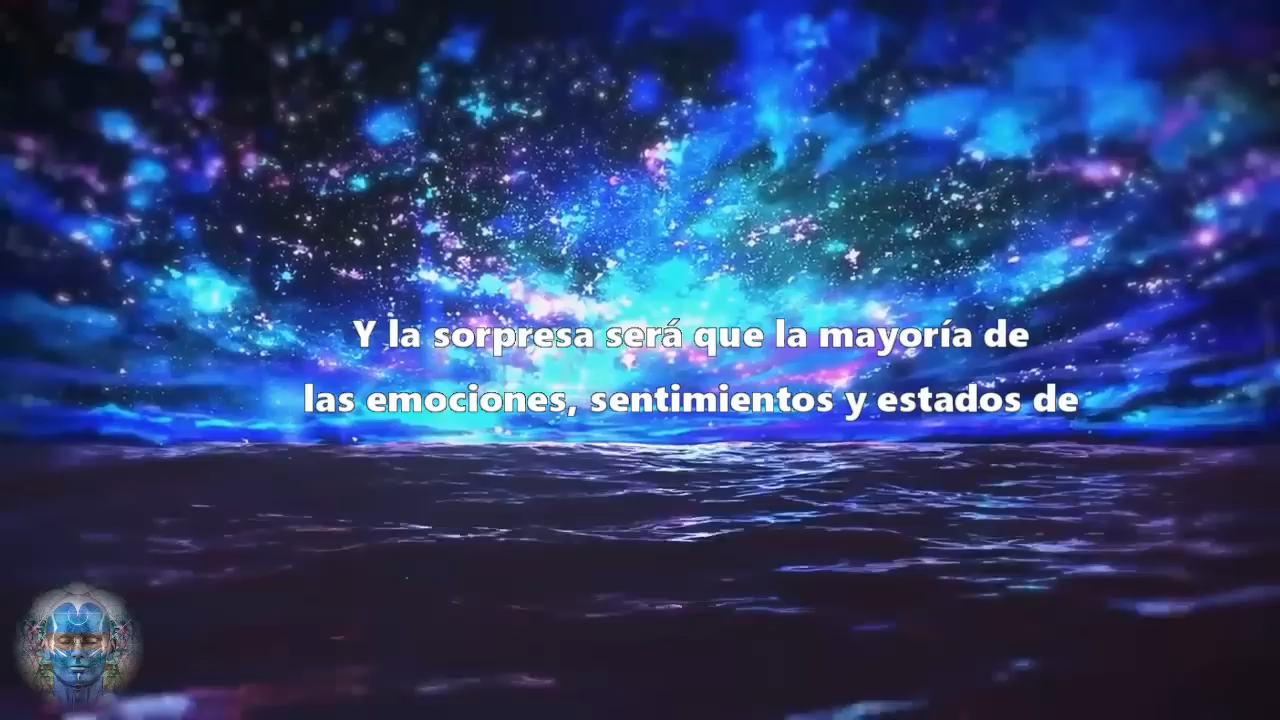 Y la sorpresa será que la mayoría de
las emociones, sentimientos y estados de